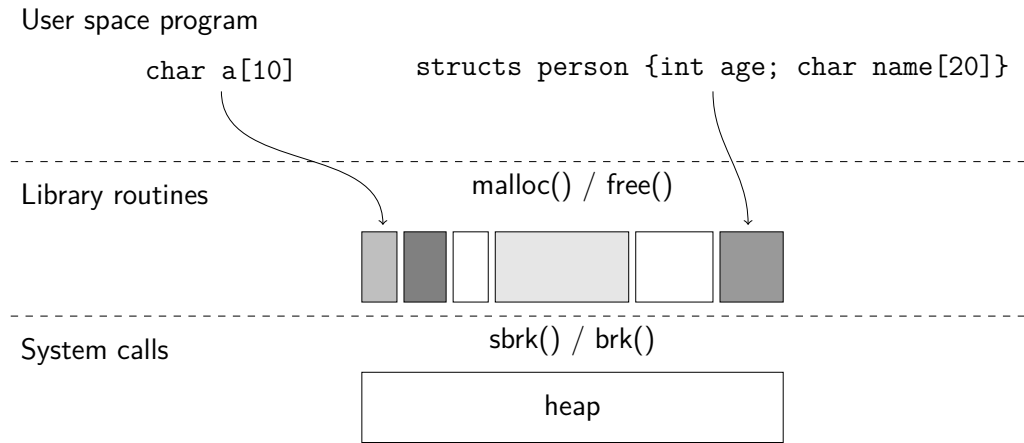 User space program
char a[10]
structs person {int age; char name[20]}
Library routines
malloc() / free()
System calls
sbrk() / brk()
heap